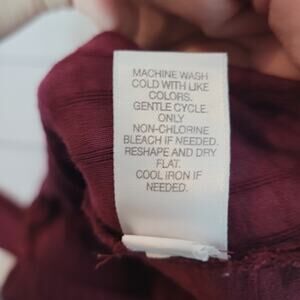 MACHINE WASH
COLD WITH LIKE
COLORS.
GENTLE CYCLE.
ONLY
NON-CHLORINE
BLEACH IF NEEDED.
RESHAPE AND DRY
FLAT.
COOL IRON IF
NEEDED.